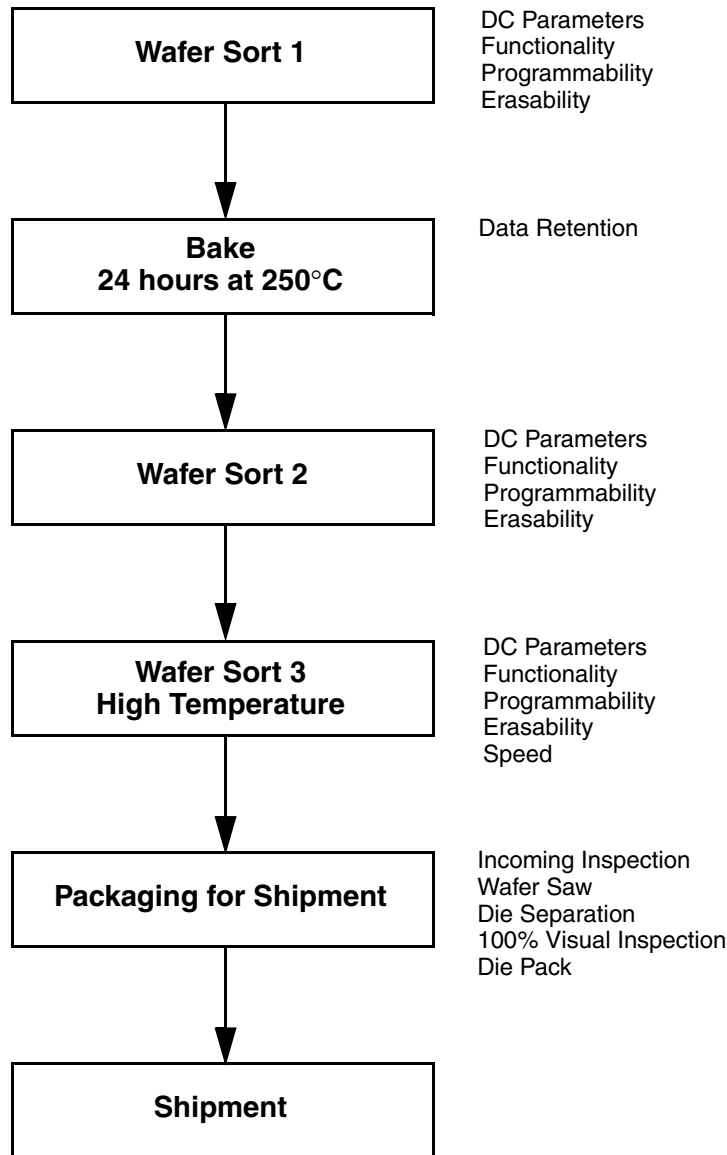 Wafer Sort 1
DC Parameters
Functionality
Programmability
Erasability
Bake
24 hours at 250°C
Data Retention
Wafer Sort 2
DC Parameters
Functionality
Programmability
Erasability
Wafer Sort 3
High Temperature
DC Parameters
Functionality
Programmability
Erasability
Speed
Packaging for Shipment
Incoming Inspection
Wafer Saw
Die Separation
100% Visual Inspection
Die Pack
Shipment